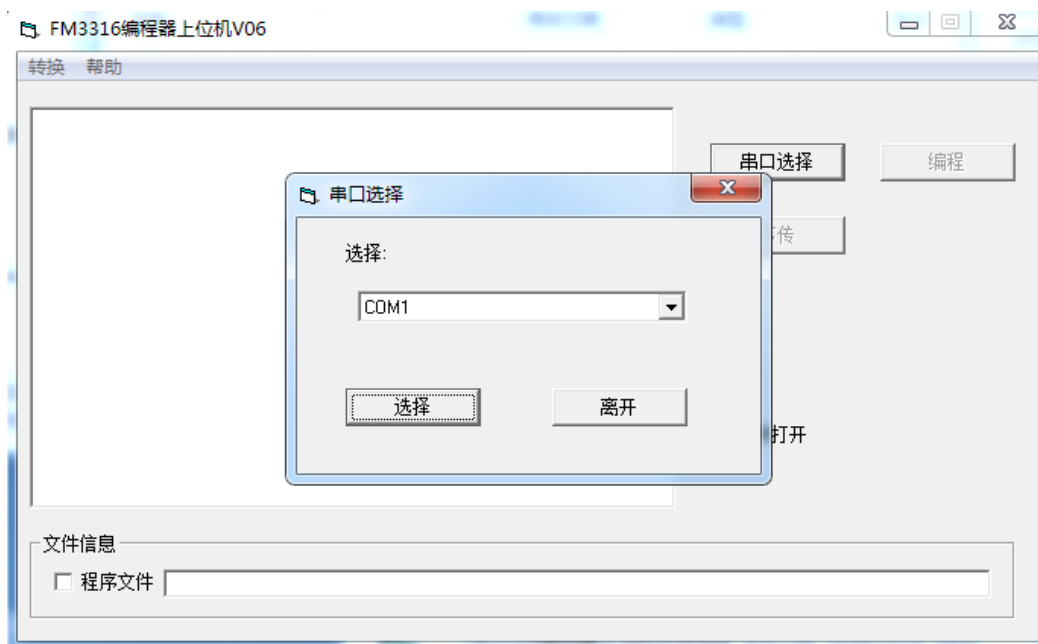 FM3316编程器上位机V06
转换 帮助
串口选择 编程
串口选择
选择:
传
COM1
选择 离开
打开
文件信息
程序文件